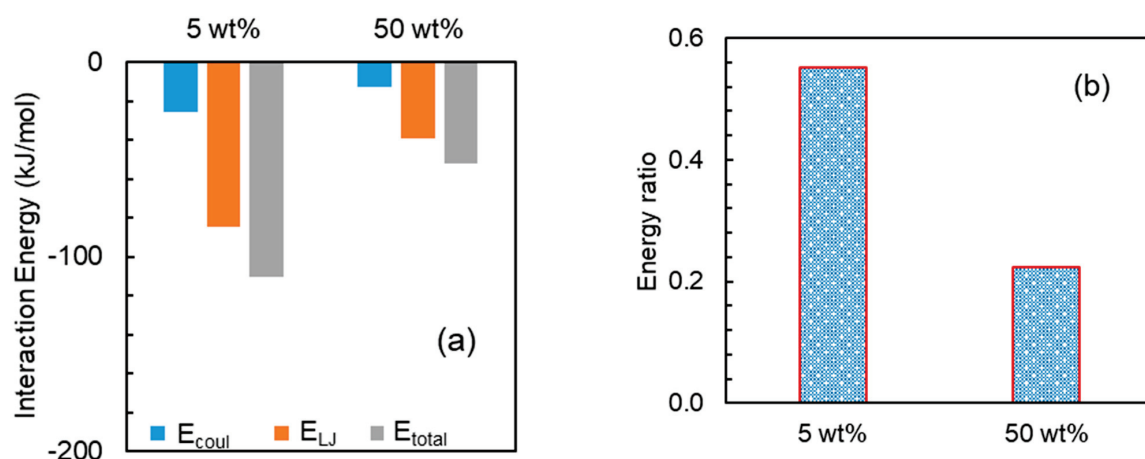 5 wt% 50 wt%
0
-100
-200
Interaction Energy (kJ/mol)
(a)
E_coul E_LJ E_total
0.6
0.4
0.2
0.0
Energy ratio
(b)
5 wt% 50 wt%